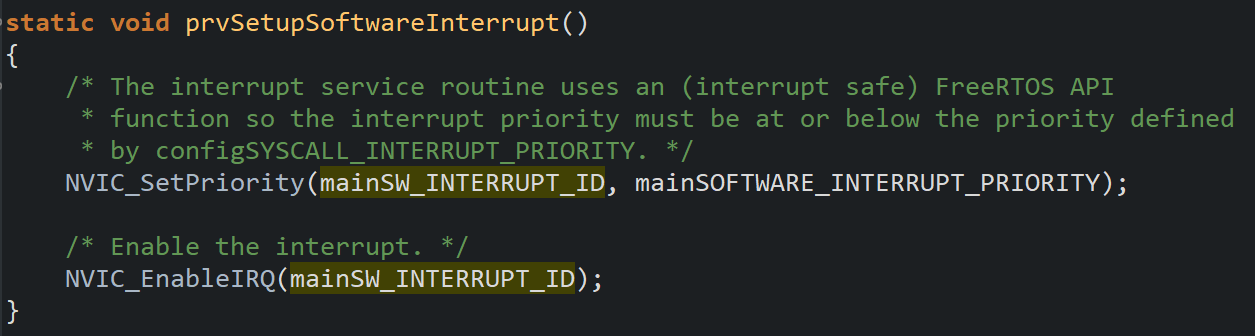 static void prvSetupSoftwareInterrupt()
{
    /* The interrupt service routine uses an (interrupt safe) FreeRTOS API
     * function so the interrupt priority must be at or below the priority defined
     * by configSYSCALL_INTERRUPT_PRIORITY. */
    NVIC_SetPriority(mainSW_INTERRUPT_ID, mainSOFTWARE_INTERRUPT_PRIORITY);

    /* Enable the interrupt. */
    NVIC_EnableIRQ(mainSW_INTERRUPT_ID);
}